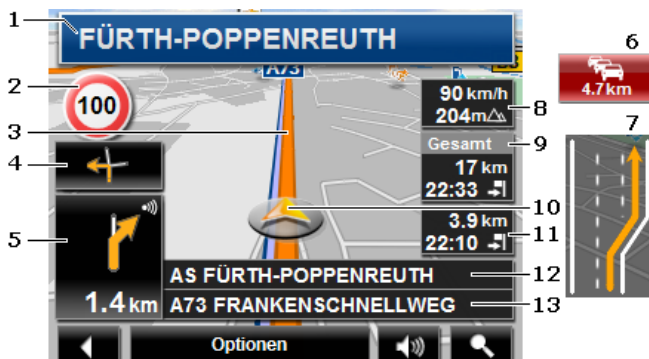 1
FÜRTH-POPPENREUTH
A73
2
100
3
4
5
1.4 km
6
4.7km
7
90 km/h
204m
8
Gesamt
9
17 km
22:33
10
3.9 km
22:10
11
AS FÜRTH-POPPENREUTH
12
A73 FRANKENSCHNELLWEG
13
Optionen